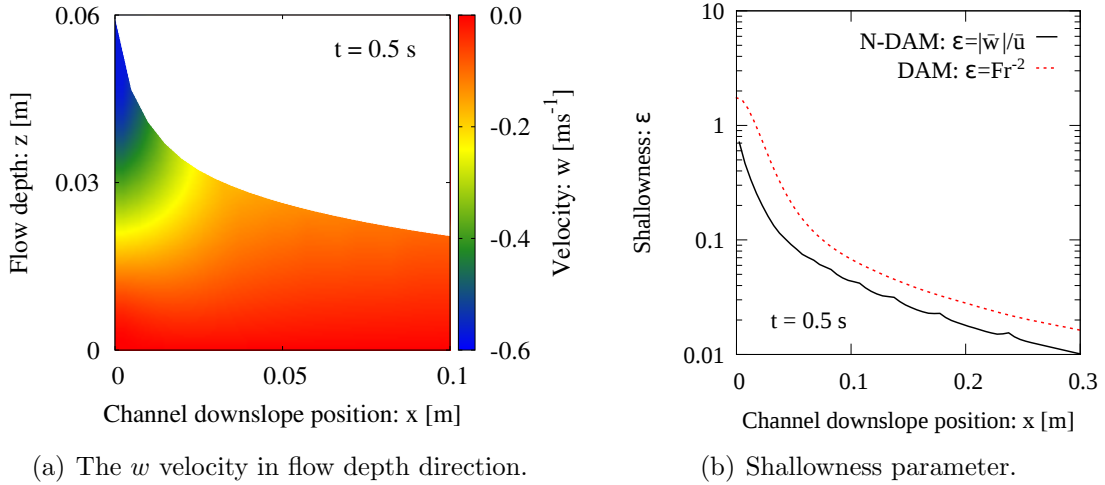 0.06
0.03
0
Flow depth: z [m]
t = 0.5 s
0
0.05
0.1
Channel downslope position: x [m]
0.0
-0.2
-0.4
-0.6
Velocity: w [ms⁻¹]
(a) The w velocity in flow depth direction.
10
1
0.1
0.01
Shallowness: ε
N-DAM: ε=|w̄|/ū
DAM: ε=Fr⁻²
t = 0.5 s
0
0.1
0.2
0.3
Channel downslope position: x [m]
(b) Shallowness parameter.